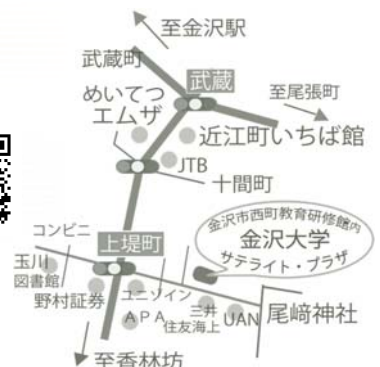 至金沢駅
武蔵町
武蔵
至尾張町
めいてつ
エムザ
近江町いちば館
JTB
十間町
金沢市西町教育研修館内
金沢大学
サテライト・プラザ
コンビニ
上堤町
玉川
図書館
野村証券
ユニゾイン
APA
三井
住友海上
UAN
尾﨑神社
至香林坊